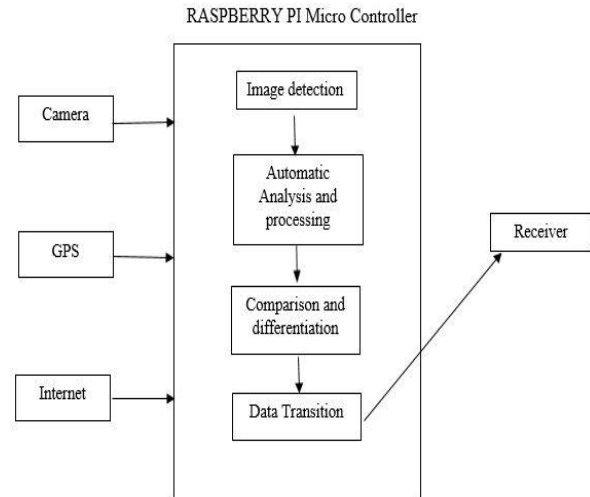 RASPBERRY PI Micro Controller
Image detection
Camera
Automatic
Analysis and
processing
GPS
Receiver
Comparison and
differentiation
Internet
Data Transition